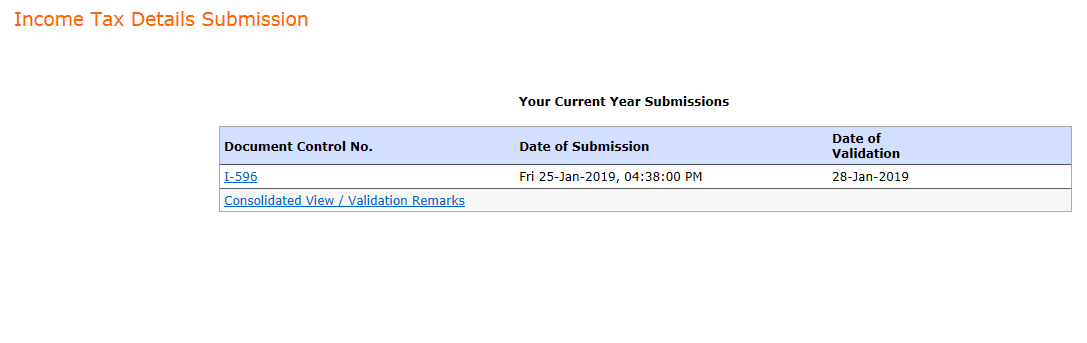 Income Tax Details Submission
Your Current Year Submissions
Document Control No. Date of Submission Date of
Validation
I-596 Fri 25-Jan-2019, 04:38:00 PM 28-Jan-2019
Consolidated View / Validation Remarks